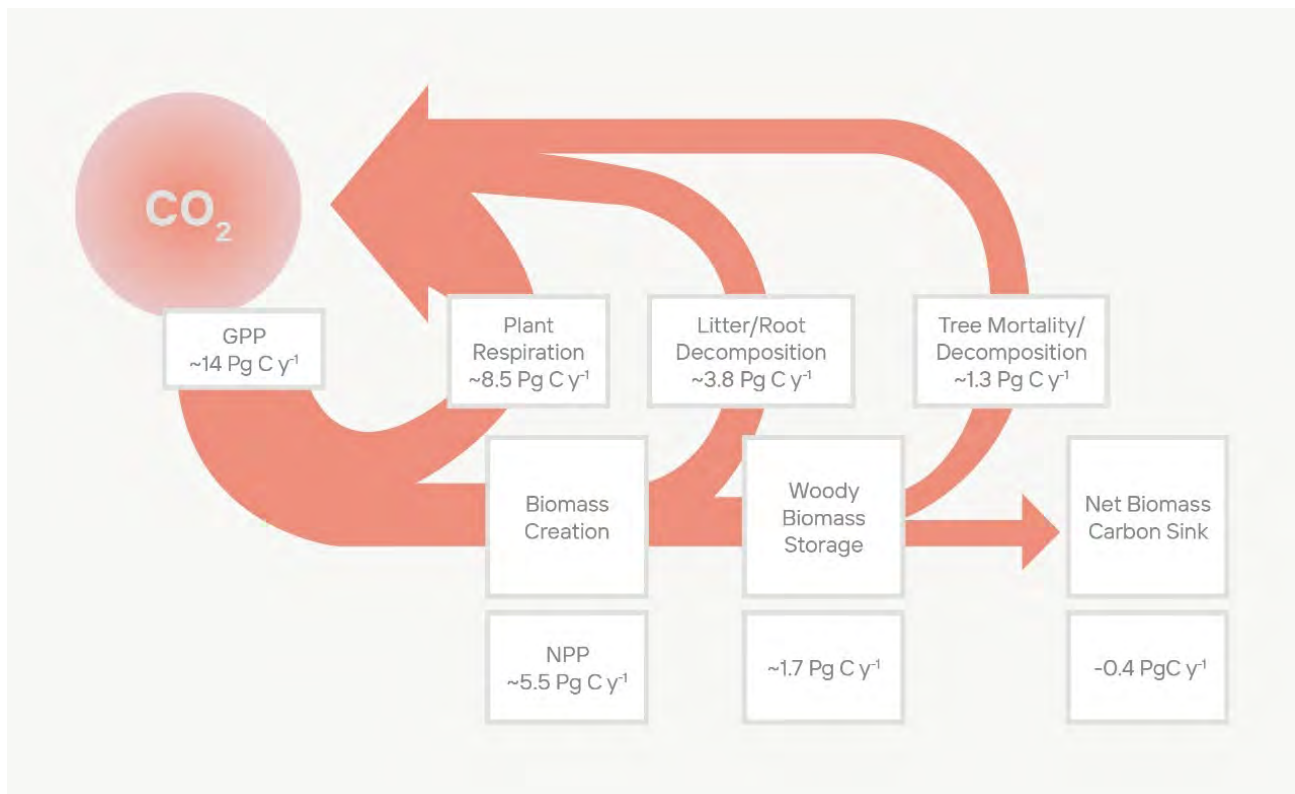 CO₂
GPP
~14 Pg C y⁻¹
Plant
Respiration
~8.5 Pg C y⁻¹
Litter/Root
Decomposition
~3.8 Pg C y⁻¹
Tree Mortality/
Decomposition
~1.3 Pg C y⁻¹
Biomass
Creation
Woody
Biomass
Storage
Net Biomass
Carbon Sink
NPP
~5.5 Pg C y⁻¹
~1.7 Pg C y⁻¹
-0.4 PgC y⁻¹